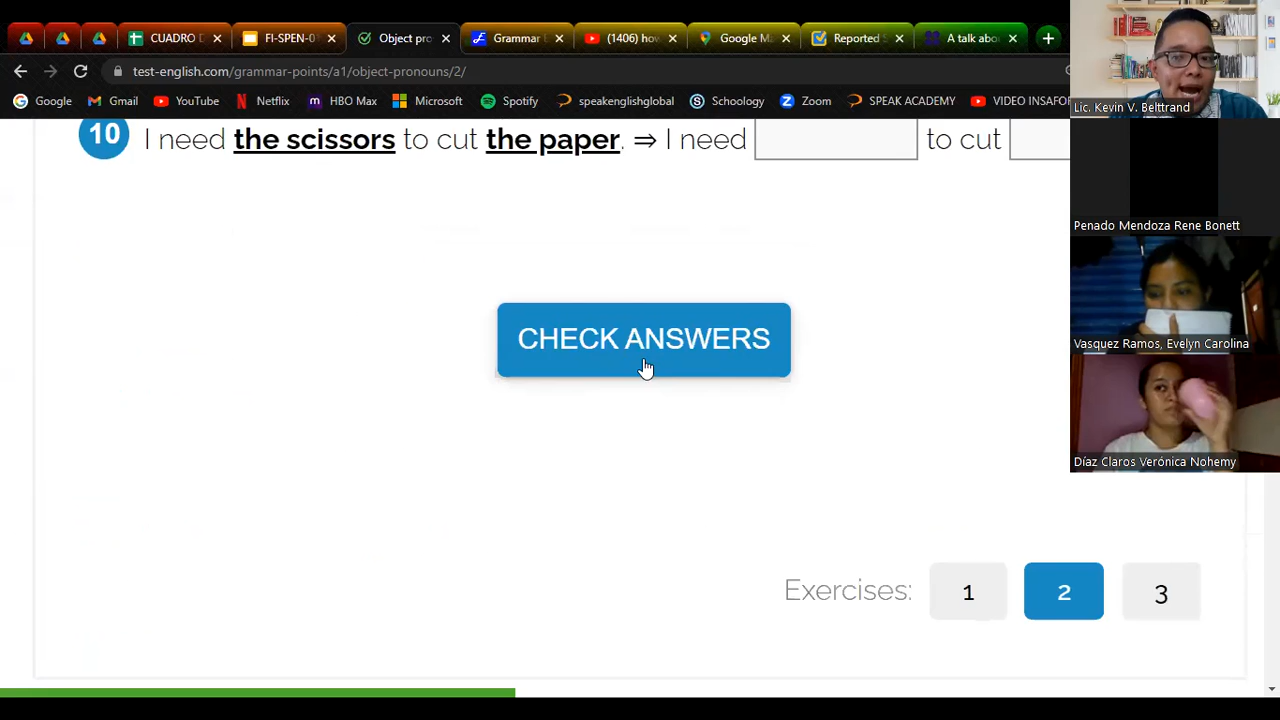 CUADRO D
FI-SPEN-0
Object pro
Grammar
(1406) ho
Google Ma
Reported S
A talk abo
test-english.com/grammar-points/a1/object-pronouns/2/
Google
Gmail
YouTube
Netflix
HBO Max
Microsoft
Spotify
speakenglishglobal
Schoology
Zoom
SPEAK ACADEMY
VIDEO INSAFO
10 I need the scissors to cut the paper. ⇒ I need to cut
CHECK ANSWERS
Exercises: 1 2 3
Lic. Kevin V. Belttrand
Penado Mendoza Rene Bonett
Vasquez Ramos, Evelyn Carolina
Díaz Claros Verónica Nohemy